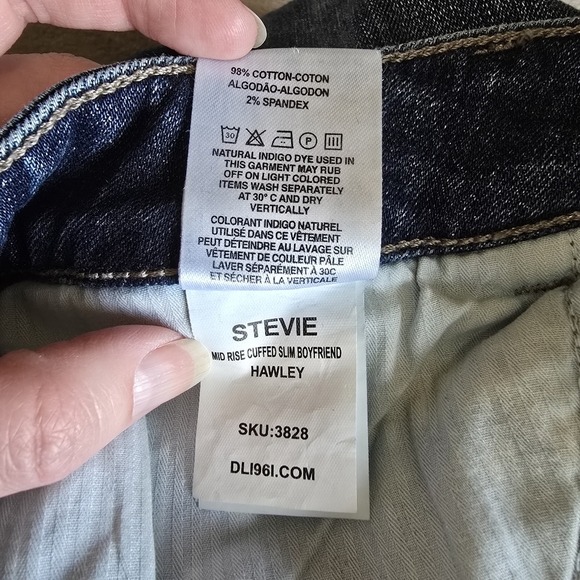 98% COTTON-COTON
ALGODÃO-ALGODON
2% SPANDEX
30 P
NATURAL INDIGO DYE USED IN
THIS GARMENT MAY RUB
OFF ON LIGHT COLORED
ITEMS WASH SEPARATELY
AT 30° C AND DRY
VERTICALLY
COLORANT INDIGO NATUREL
UTILISÉ DANS CE VÊTEMENT
PEUT DÉTEINDRE AU LAVAGE SUR
VÊTEMENT DE COULEUR PÂLE
LAVER SÉPARÉMENT À 30C
ET SÉCHER À LA VERTICALE
STEVIE
MID RISE CUFFED SLIM BOYFRIEND
HAWLEY
SKU:3828
DL1961.COM